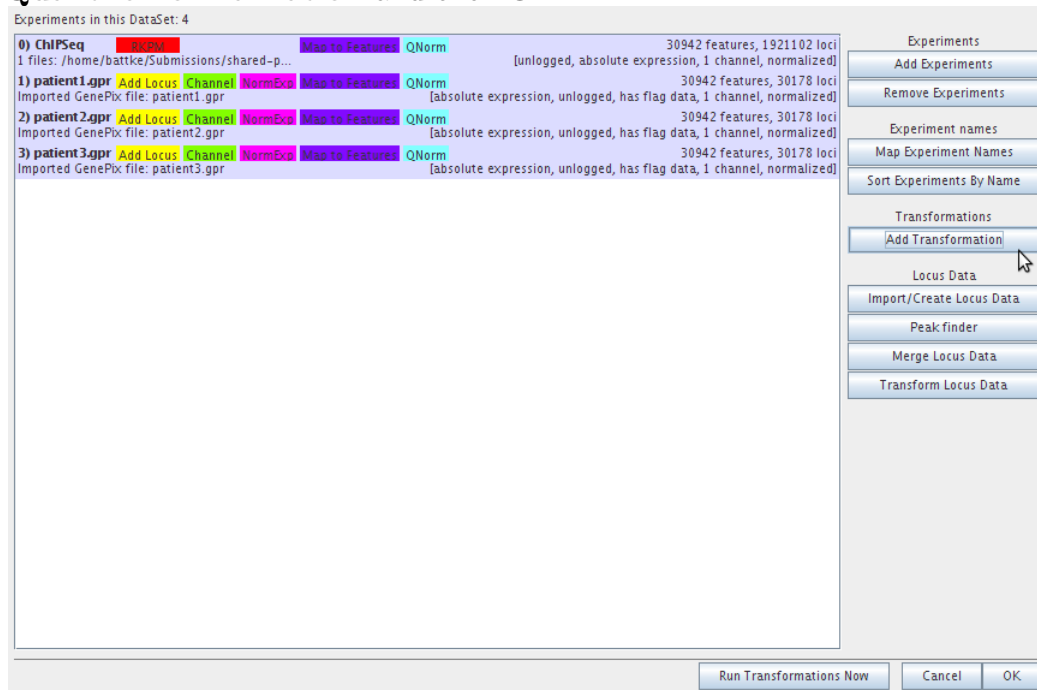 Experiments in this DataSet: 4
0) ChIPSeq RKPM Map to Features QNorm 30942 features, 1921102 loci
1 files: /home/battke/Submissions/shared-p... [unlogged, absolute expression, 1 channel, normalized]
1) patient1.gpr Add Locus Channel NormExp Map to Features QNorm 30942 features, 30178 loci
Imported GenePix file: patient1.gpr [absolute expression, unlogged, has flag data, 1 channel, normalized]
2) patient2.gpr Add Locus Channel NormExp Map to Features QNorm 30942 features, 30178 loci
Imported GenePix file: patient2.gpr [absolute expression, unlogged, has flag data, 1 channel, normalized]
3) patient3.gpr Add Locus Channel NormExp Map to Features QNorm 30942 features, 30178 loci
Imported GenePix file: patient3.gpr [absolute expression, unlogged, has flag data, 1 channel, normalized]
Experiments
Add Experiments
Remove Experiments
Experiment names
Map Experiment Names
Sort Experiments By Name
Transformations
Add Transformation
Locus Data
Import/Create Locus Data
Peak finder
Merge Locus Data
Transform Locus Data
Run Transformations Now Cancel OK